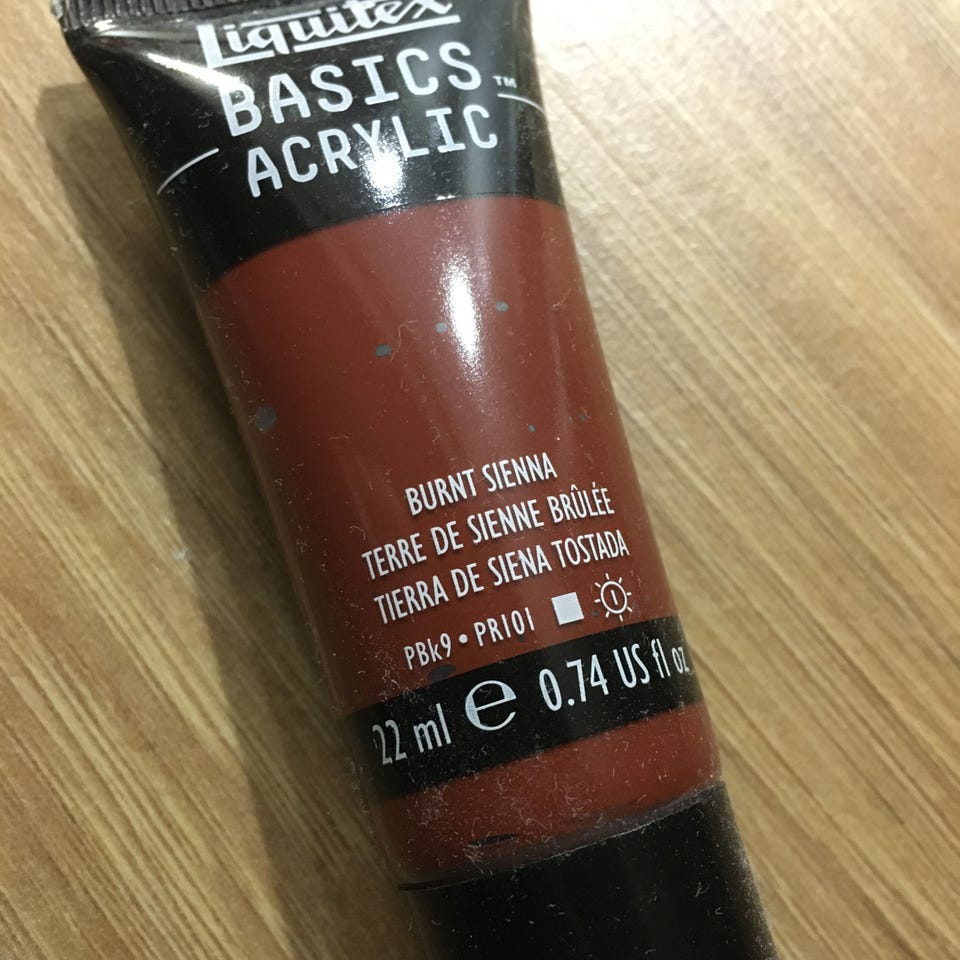 Liquitex
BASICS™
ACRYLIC
BURNT SIENNA
TERRE DE SIENNE BRÛLÉE
TIERRA DE SIENA TOSTADA
PBk9 • PR101 I
22 ml e 0.74 US fl oz